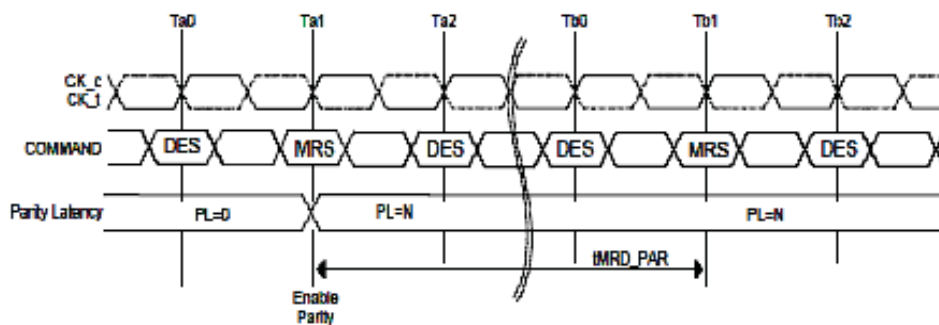 Ta0 Ta1 Ta2 Tb0 Tb1 Tb2
CK_c
CK_t
COMMAND DES MRS DES DES MRS DES
Parity Latency PL=0 PL=N PL=N
tMRD_PAR
Enable
Parity